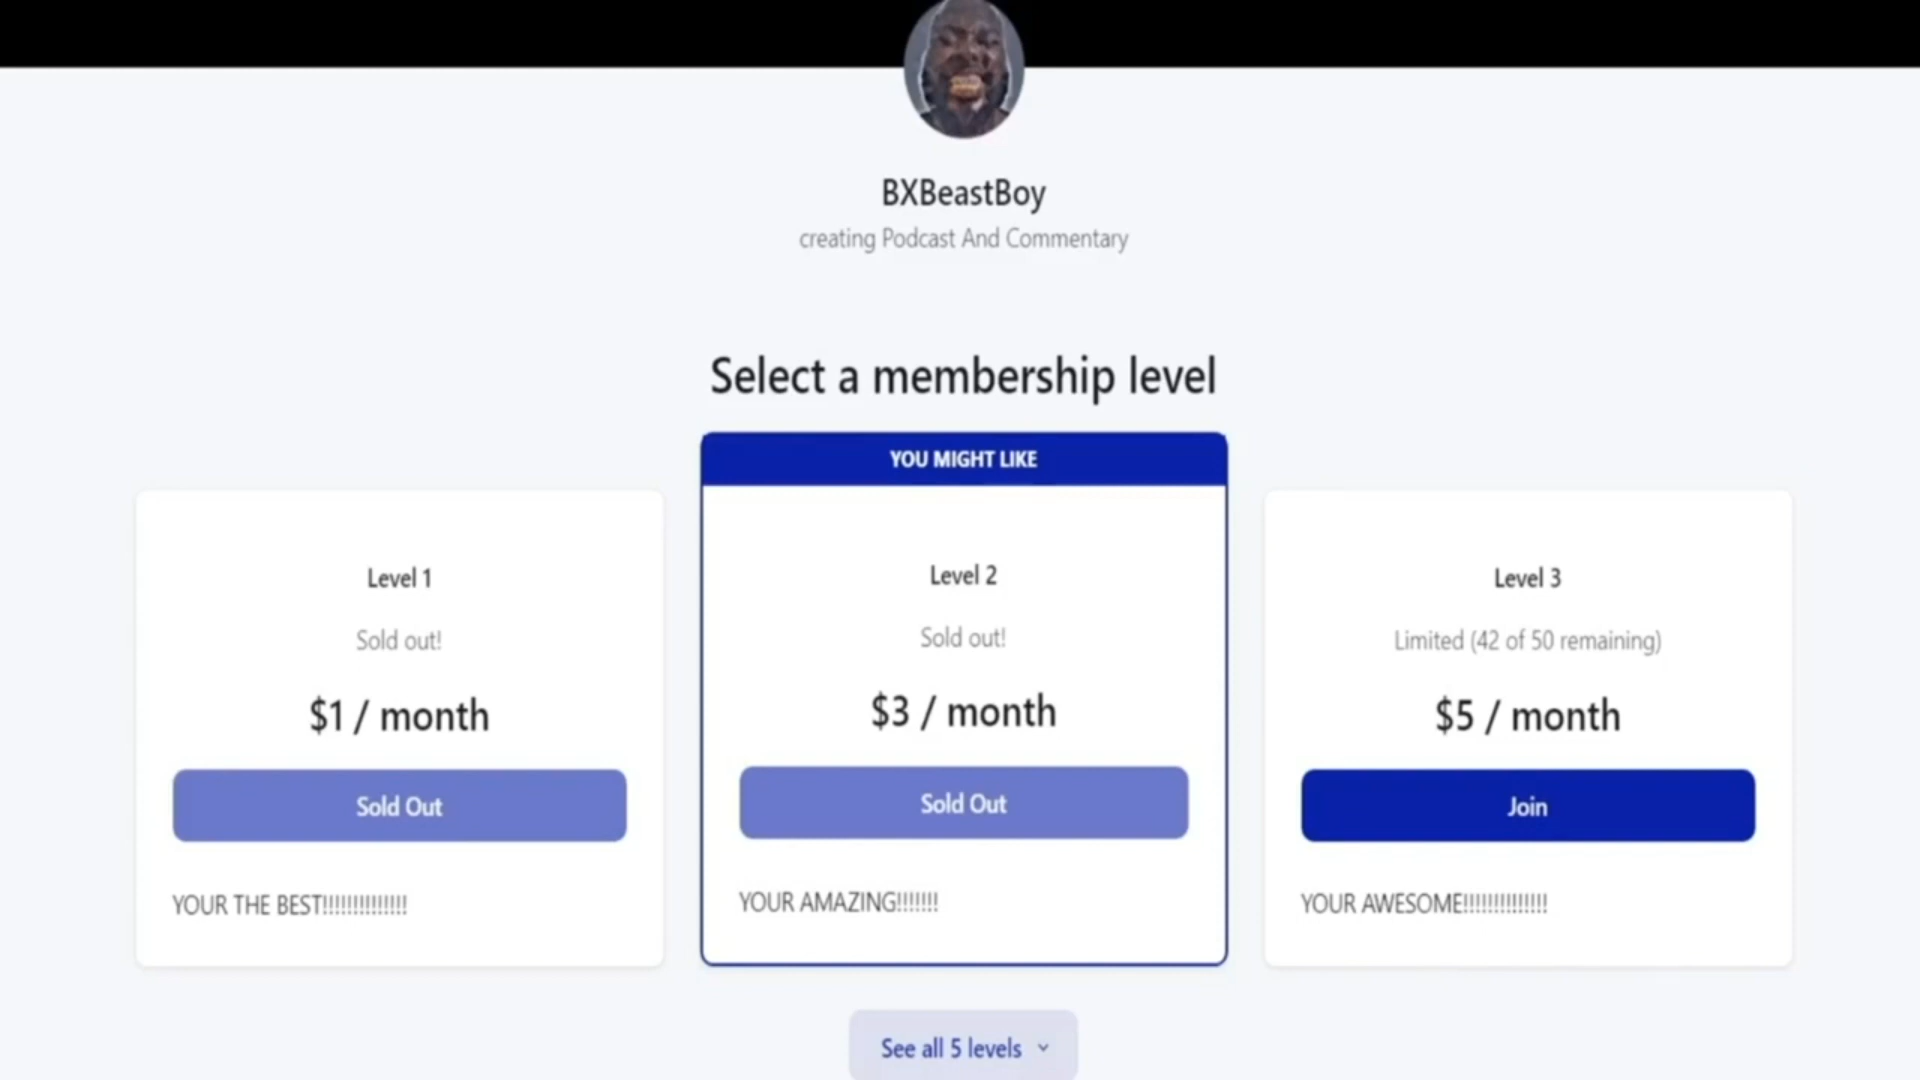 BXBeastBoy
creating Podcast And Commentary
Select a membership level
YOU MIGHT LIKE
Level 1
Sold out!
$1 / month
Sold Out
YOUR THE BEST!!!!!!!!!!!!!!
Level 2
Sold out!
$3 / month
Sold Out
YOUR AMAZING!!!!!!!
Level 3
Limited (42 of 50 remaining)
$5 / month
Join
YOUR AWESOME!!!!!!!!!!!!!!
See all 5 levels